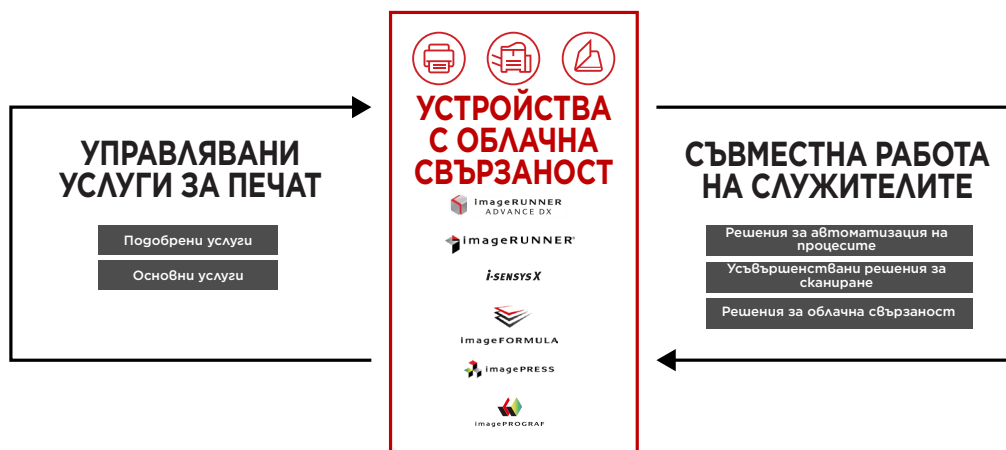 УПРАВЛЯВАНИ
УСЛУГИ ЗА ПЕЧАТ
Подобрени услуги
Основни услуги
УСТРОЙСТВА
С ОБЛАЧНА
СВЪРЗАНОСТ
imageRUNNER
ADVANCE DX
imageRUNNER
i-SENSYS X
imageFORMULA
imagePRESS
imagePROGRAF
СЪВМЕСТНА РАБОТА
НА СЛУЖИТЕЛИТЕ
Решения за автоматизация на
процесите
Усъвършенствани решения за
сканиране
Решения за облачна свързаност